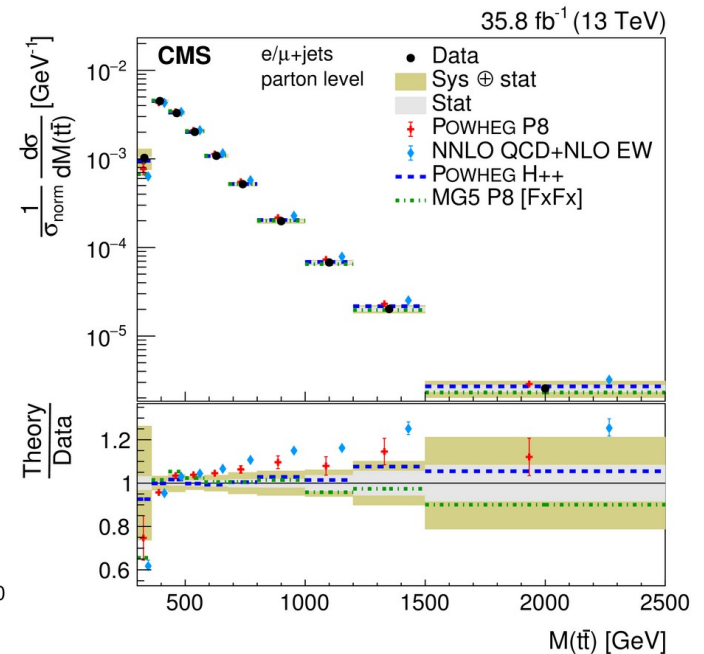 35.8 fb⁻¹ (13 TeV)
CMS
e/μ+jets
parton level
Data
Sys ⊕ stat
Stat
POWHEG P8
NNLO QCD+NLO EW
POWHEG H++
MG5 P8 [FxFx]
1/σnorm dσ/dM(tt̄) [GeV⁻¹]
10⁻²
10⁻³
10⁻⁴
10⁻⁵
Theory
Data
1.2
1
0.8
0.6
0
500 1000 1500 2000 2500
M(tt̄) [GeV]